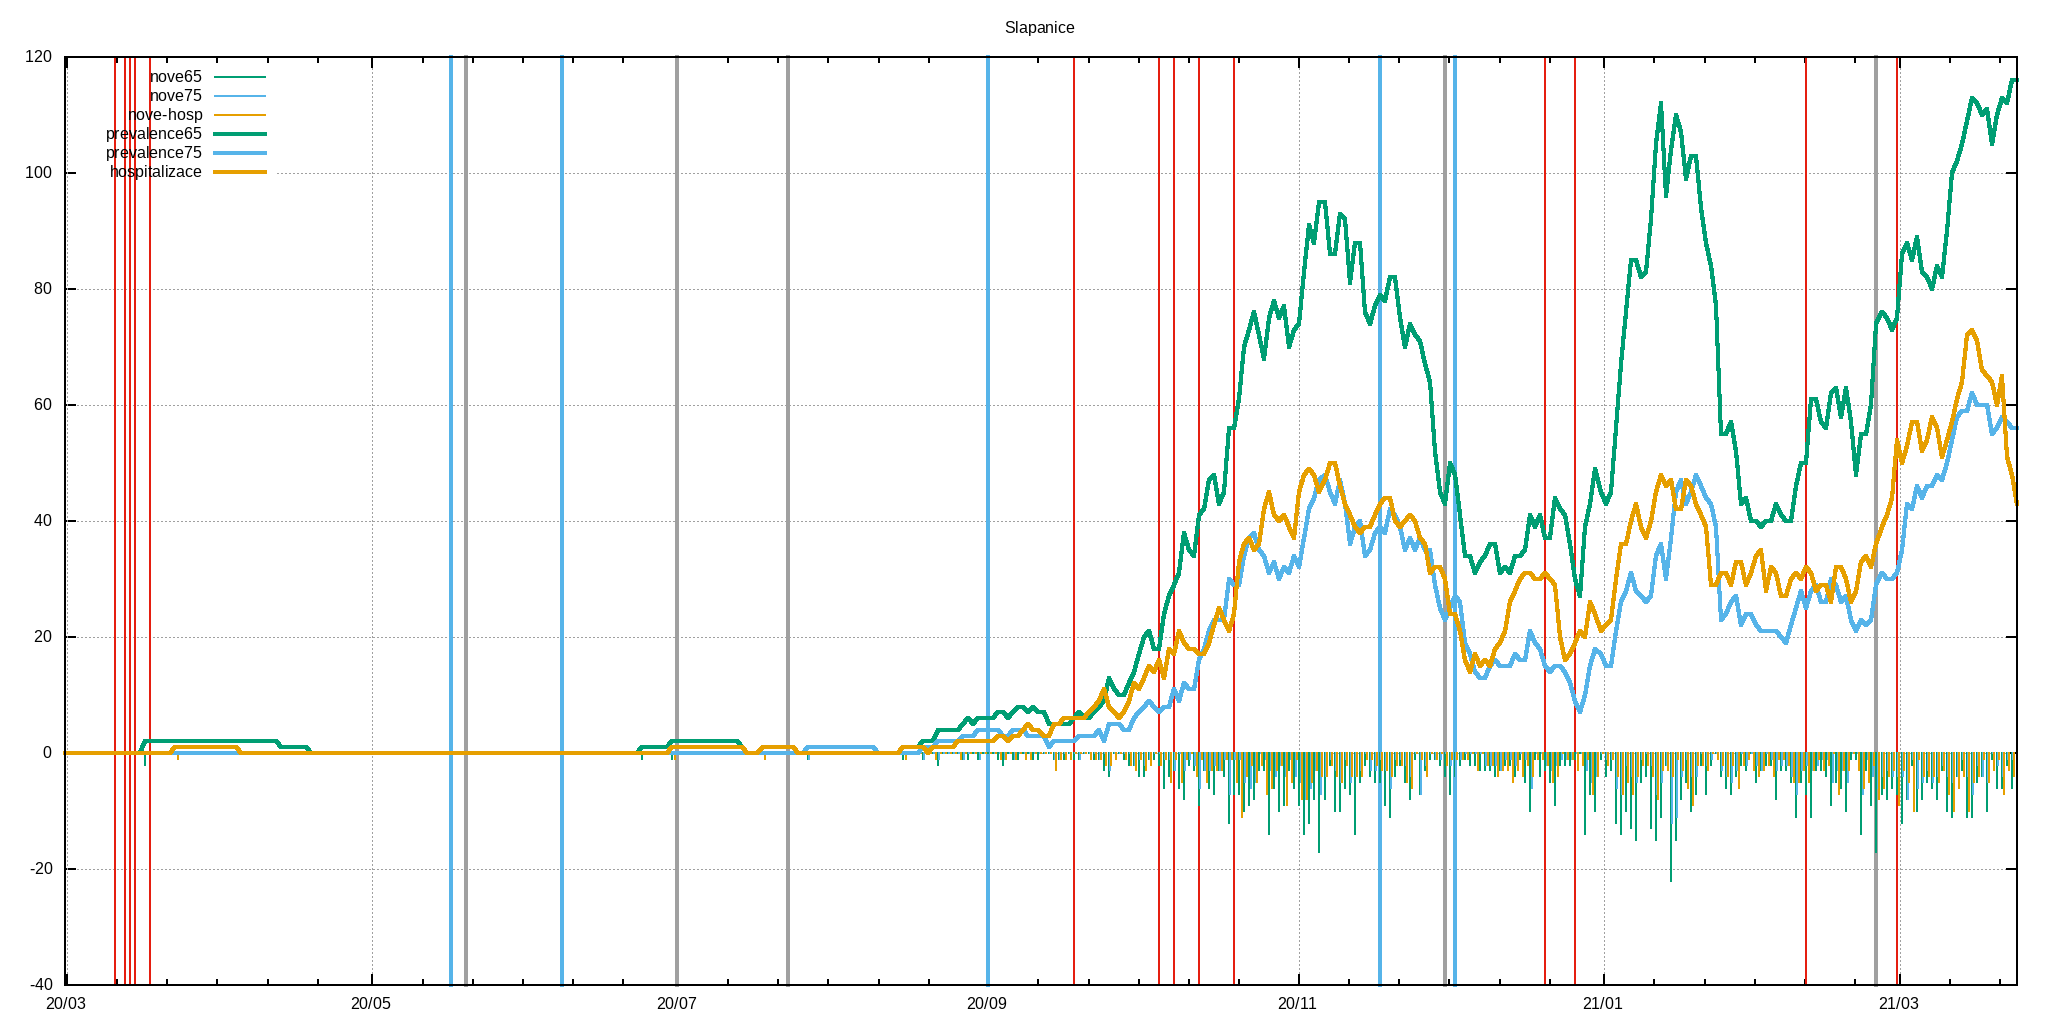 Slapanice
120
nove65
nove75
nove-hosp
prevalence65
prevalence75
hospitalizace
100
80
60
40
20
0
-20
-40
20/03 20/05 20/07 20/09 20/11 21/01 21/03